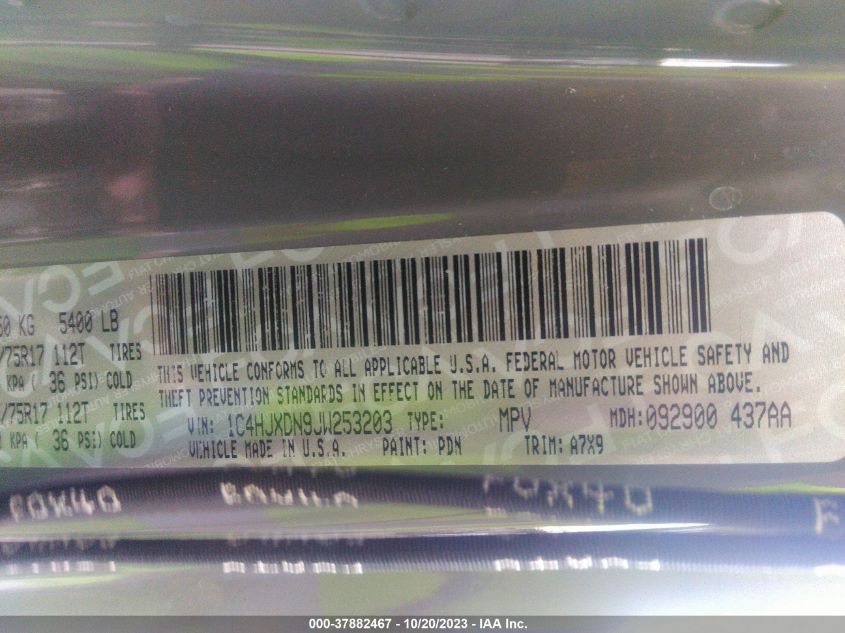 50 KG 5400 LB
/75R17 112T TIRES
KPA ( 36 PSI) COLD
/75R17 112T TIRES
KPA ( 36 PSI) COLD
THIS VEHICLE CONFORMS TO ALL APPLICABLE U.S.A. FEDERAL MOTOR VEHICLE SAFETY AND
THEFT PREVENTION STANDARDS IN EFFECT ON THE DATE OF MANUFACTURE SHOWN ABOVE.
VIN: 1C4HJXDN9JW253203 TYPE: MPV MDH:092900 437AA
VEHICLE MADE IN U.S.A. PAINT: PDN TRIM: A7X9
000-37882467 - 10/20/2023 - IAA Inc.